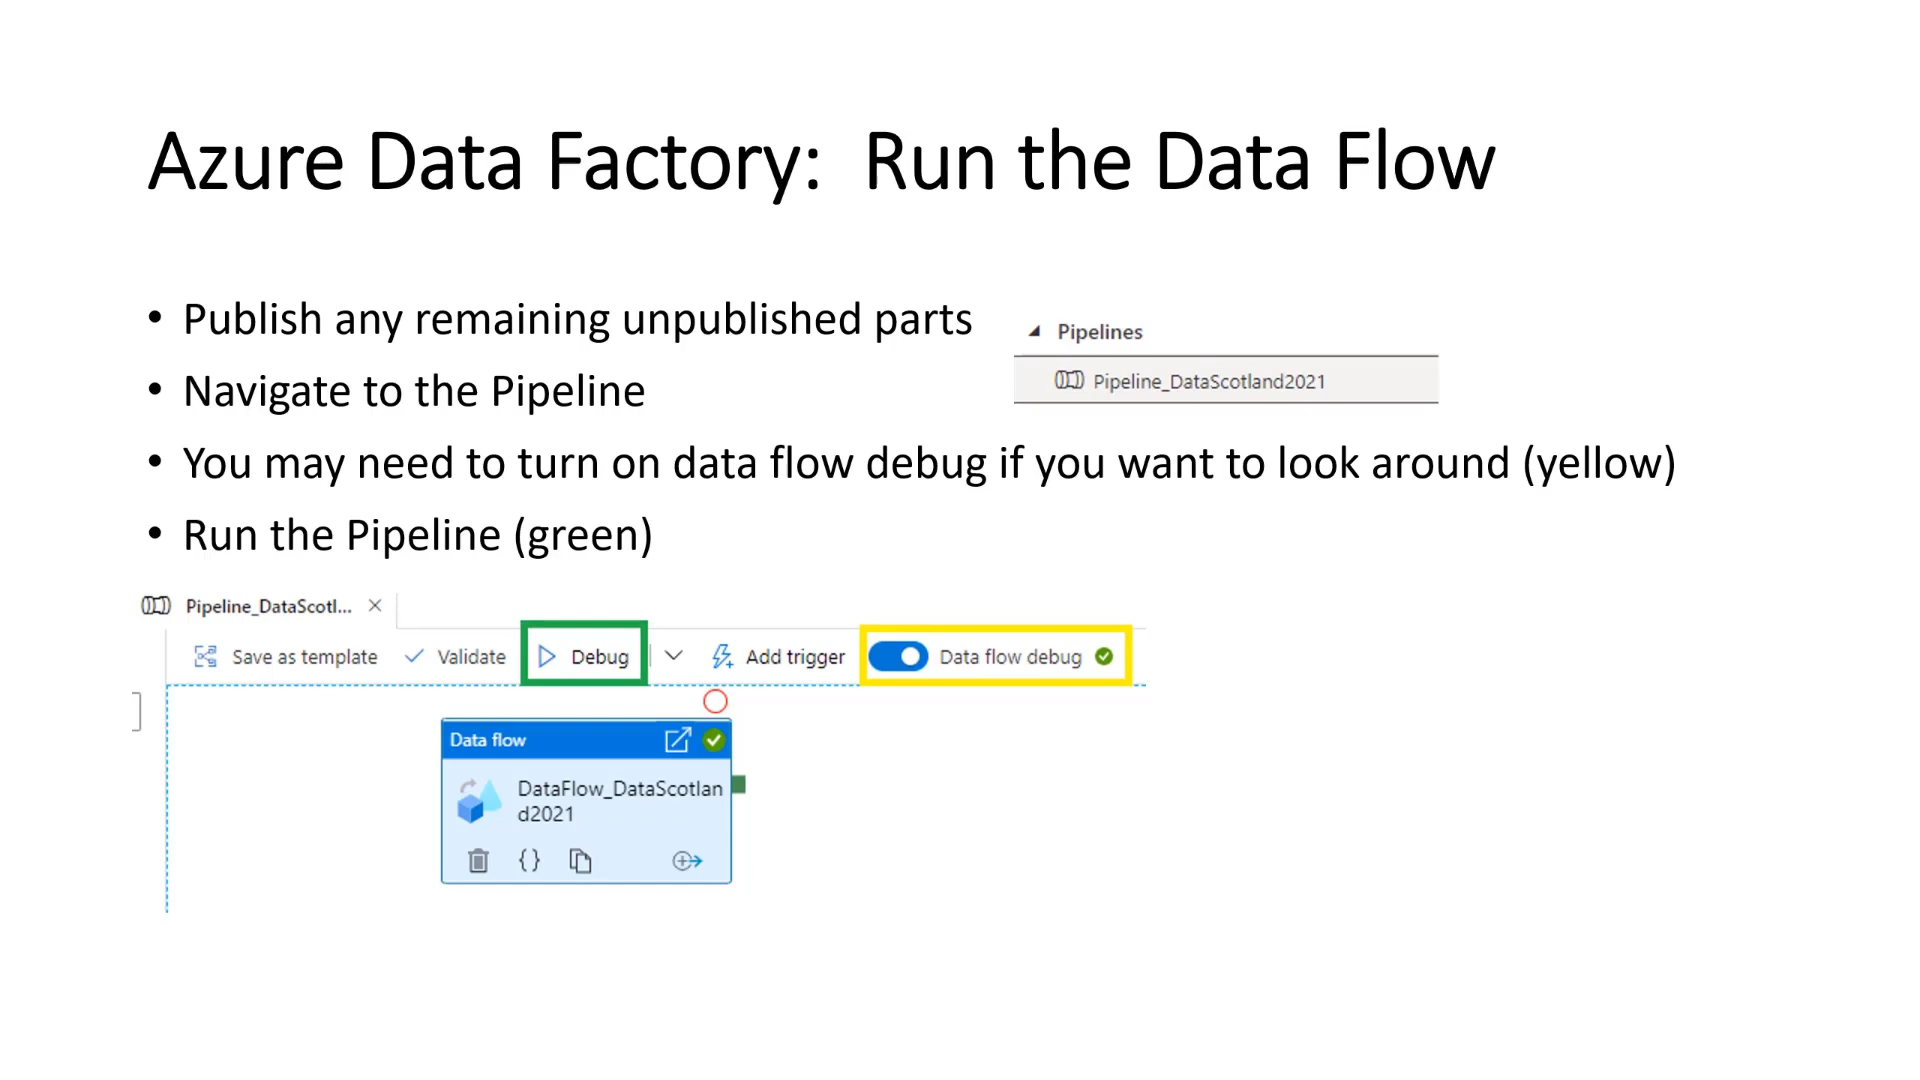 Azure Data Factory:  Run the Data Flow
• Publish any remaining unpublished parts
• Navigate to the Pipeline
• You may need to turn on data flow debug if you want to look around (yellow)
• Run the Pipeline (green)
Pipelines
Pipeline_DataScotland2021
Pipeline_DataScotl...
Save as template Validate Debug Add trigger Data flow debug
Data flow
DataFlow_DataScotlan
d2021